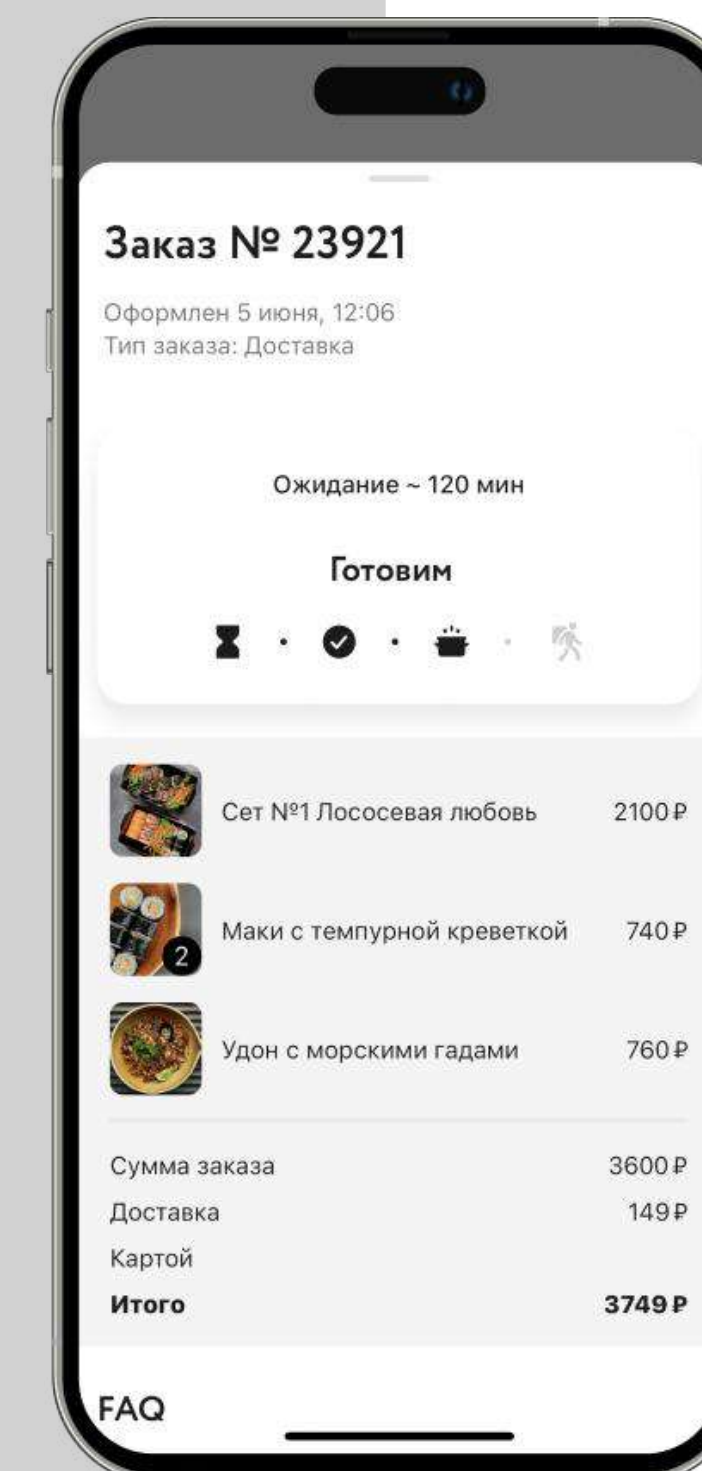 Заказ № 23921
Оформлен 5 июня, 12:06
Тип заказа: Доставка
Ожидание ~ 120 мин
Готовим
Сет №1 Лососевая любовь 2100 ₽
Маки с темпурной креветкой 740 ₽
2
Удон с морскими гадами 760 ₽
Сумма заказа 3600 ₽
Доставка 149 ₽
Картой
Итого 3749 ₽
FAQ